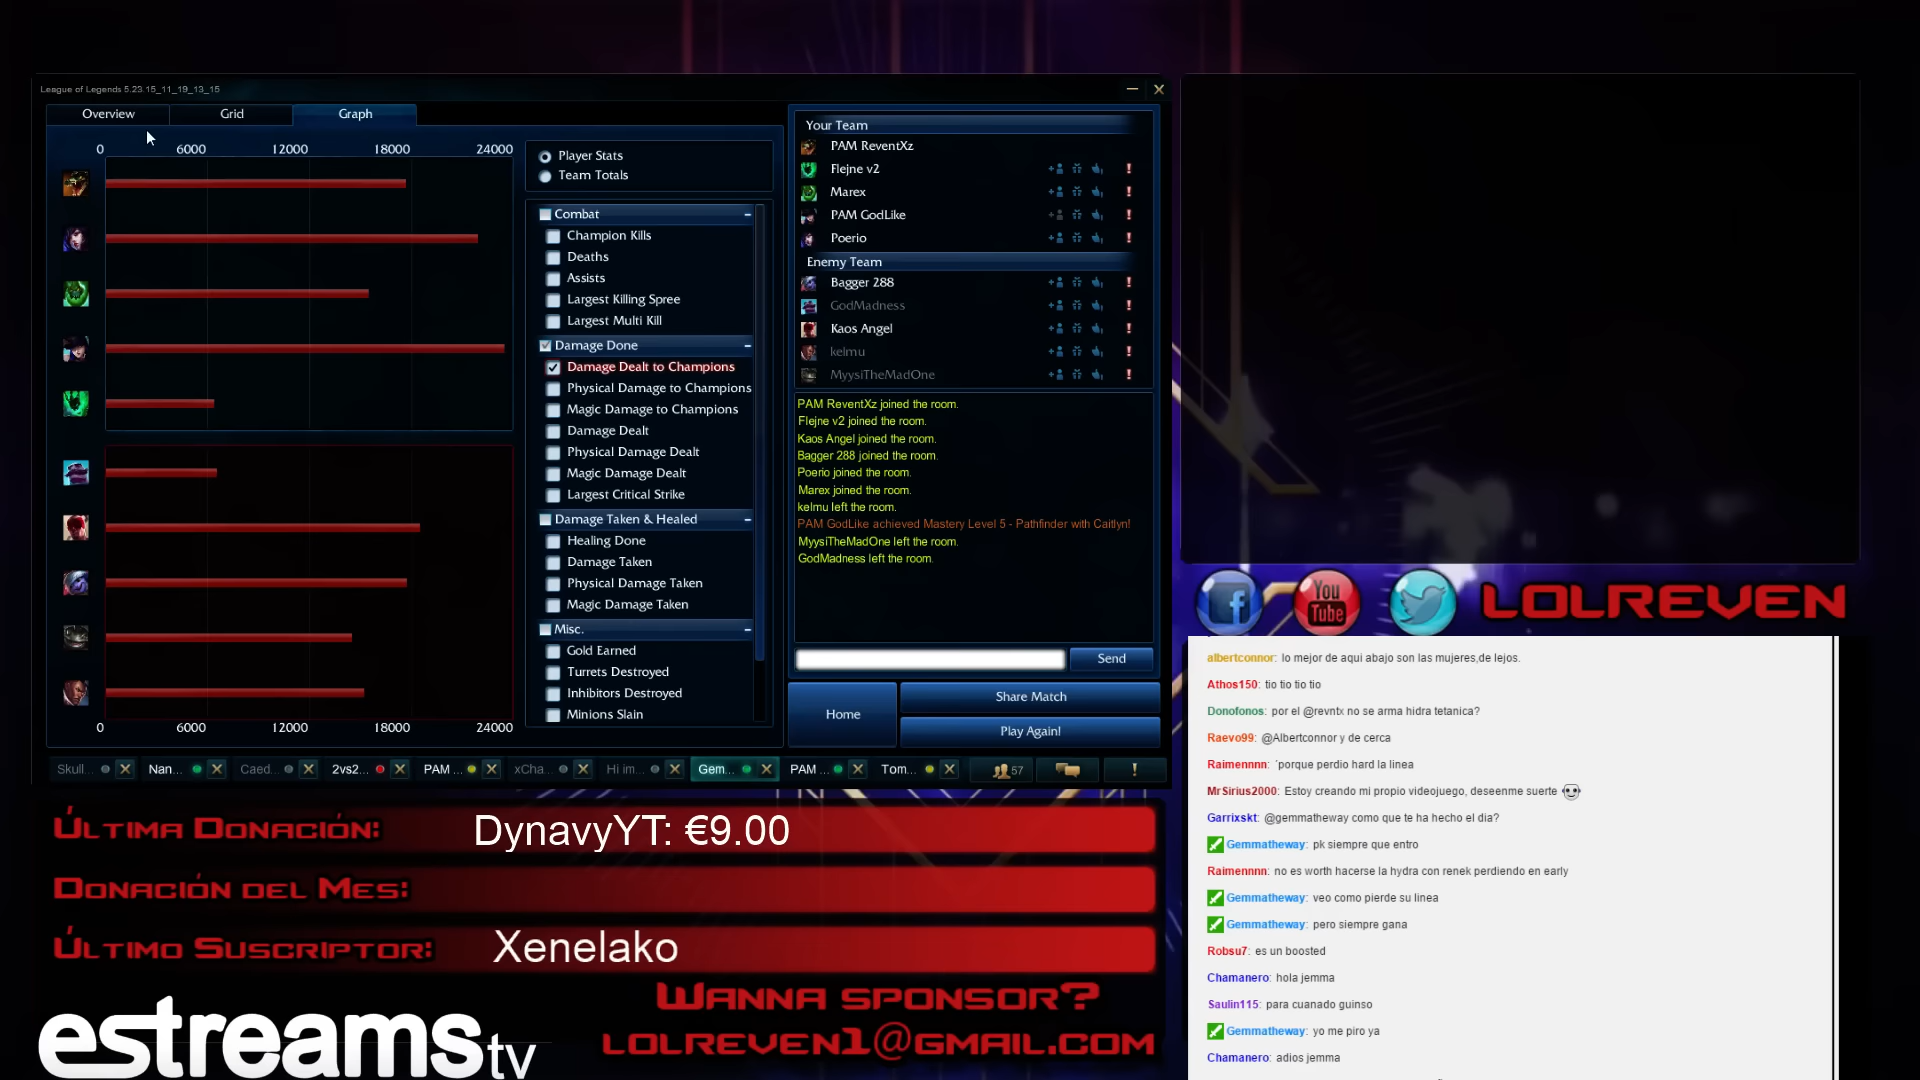 League of Legends 5.23.15_11_19_13_15
Overview
Grid
Graph
0 6000 12000 18000 24000
0 6000 12000 18000 24000
Player Stats
Team Totals
Combat
Champion Kills
Deaths
Assists
Largest Killing Spree
Largest Multi Kill
Damage Done
Damage Dealt to Champions
Physical Damage to Champions
Magic Damage to Champions
Damage Dealt
Physical Damage Dealt
Magic Damage Dealt
Largest Critical Strike
Damage Taken & Healed
Healing Done
Damage Taken
Physical Damage Taken
Magic Damage Taken
Misc.
Gold Earned
Turrets Destroyed
Inhibitors Destroyed
Minions Slain
Your Team
PAM ReventXz
Flejne v2
Marex
PAM GodLike
Poerio
Enemy Team
Bagger 288
GodMadness
Kaos Angel
kelmu
MyysiTheMadOne
PAM ReventXz joined the room.
Flejne v2 joined the room.
Kaos Angel joined the room.
Bagger 288 joined the room.
Poerio joined the room.
Marex joined the room.
kelmu left the room.
PAM GodLike achieved Mastery Level 5 - Pathfinder with Caitlyn!
MyysiTheMadOne left the room.
GodMadness left the room.
Send
Home
Share Match
Play Again!
Skull...
Nan...
Caed...
2vs2...
PAM ...
xCha...
Hi im...
Gem...
PAM ...
Tom...
57
Última Donación: DynavyYT: €9.00
Donación del Mes:
Último Suscriptor: Xenelako
estreams tv
Wanna sponsor?
lolreven1@gmail.com
You Tube
LOLREVEN
albertconnor: lo mejor de aqui abajo son las mujeres,de lejos.
Athos150: tio tio tio tio
Donofonos: por el @revntx no se arma hidra tetanica?
Raevo99: @Albertconnor y de cerca
Raimennnn: ´porque perdio hard la linea
MrSirius2000: Estoy creando mi propio videojuego, deseenme suerte
Garrixskt: @gemmatheway como que te ha hecho el dia?
Gemmatheway: pk siempre que entro
Raimennnn: no es worth hacerse la hydra con renek perdiendo en early
Gemmatheway: veo como pierde su linea
Gemmatheway: pero siempre gana
Robsu7: es un boosted
Chamanero: hola jemma
Saulin115: para cuanado guinso
Gemmatheway: yo me piro ya
Chamanero: adios jemma